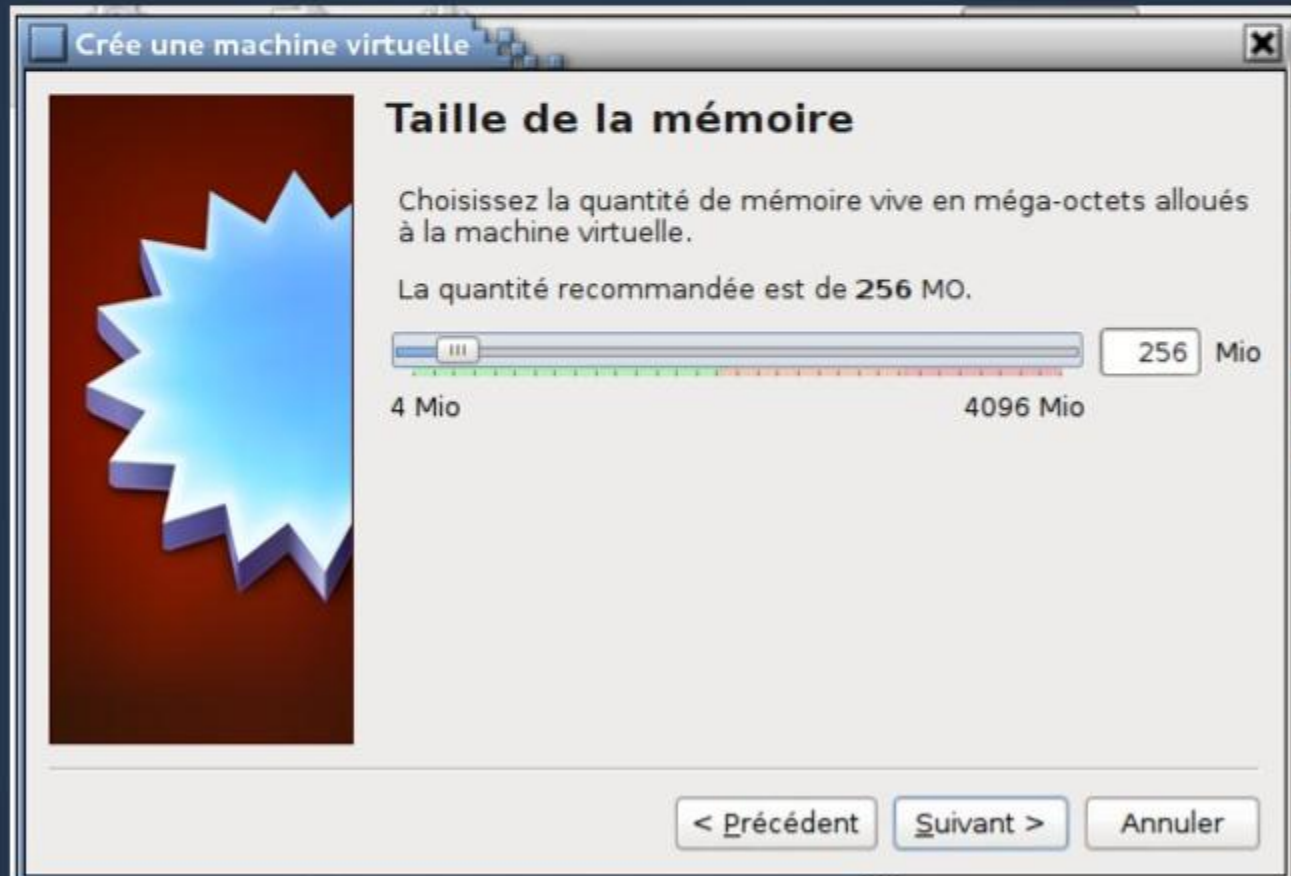 Crée une machine virtuelle
Taille de la mémoire
Choisissez la quantité de mémoire vive en méga-octets alloués
à la machine virtuelle.
La quantité recommandée est de 256 MO.
256 Mio
4 Mio 4096 Mio
< Précédent Suivant > Annuler